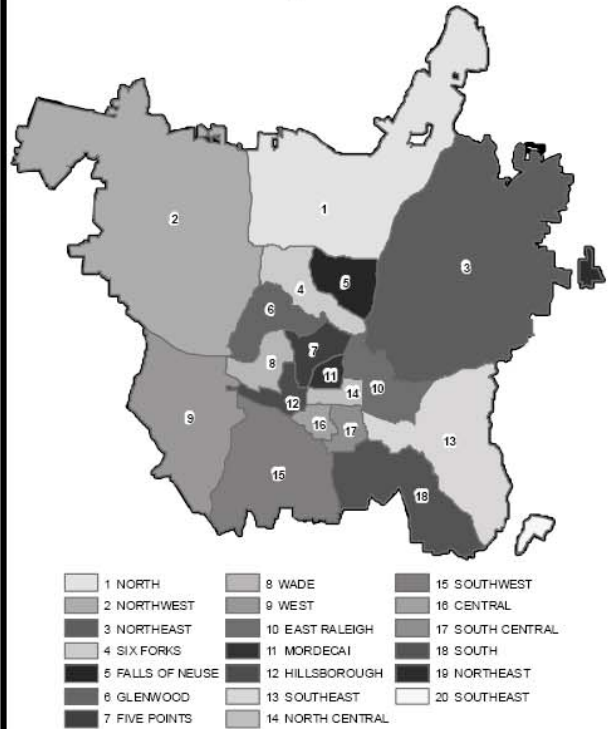 1
2
3
4
5
6
7
8
11
10
14
12
9
16
17
13
15
18
1 NORTH
2 NORTHWEST
3 NORTHEAST
4 SIX FORKS
5 FALLS OF NEUSE
6 GLENWOOD
7 FIVE POINTS
8 WADE
9 WEST
10 EAST RALEIGH
11 MORDECAI
12 HILLSBOROUGH
13 SOUTHEAST
14 NORTH CENTRAL
15 SOUTHWEST
16 CENTRAL
17 SOUTH CENTRAL
18 SOUTH
19 NORTHEAST
20 SOUTHEAST